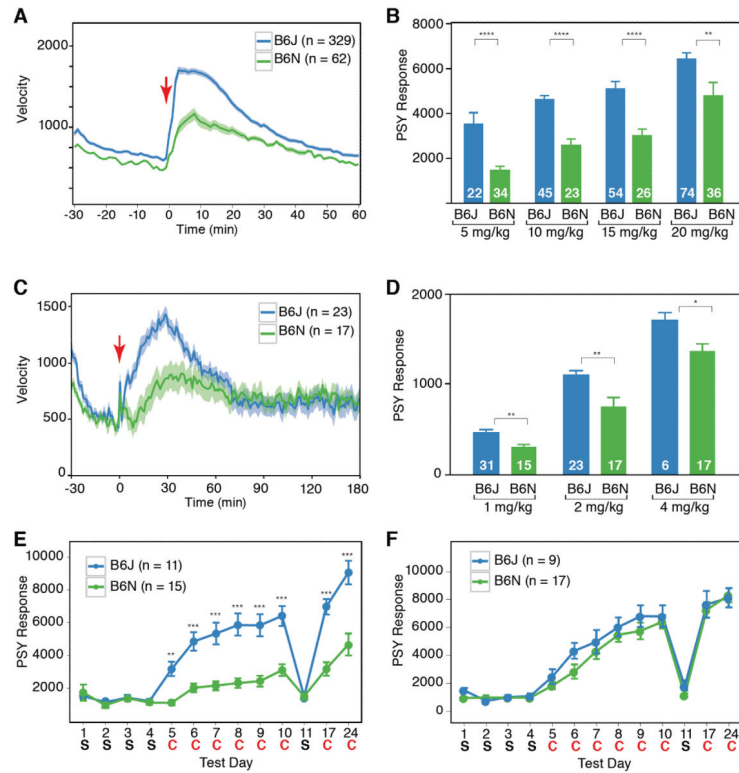 A
2000
1000
0
Velocity
B6J (n = 329)
B6N (n = 62)
-30 -20 -10 0 10 20 30 40 50 60
Time (min)
B
8000
6000
4000
2000
PSY Response
**** **** **** **
22 34 45 23 54 26 74 36
B6J B6N B6J B6N B6J B6N B6J B6N
5 mg/kg 10 mg/kg 15 mg/kg 20 mg/kg
C
1500
1000
500
0
Velocity
B6J (n = 23)
B6N (n = 17)
-30 0 30 60 90 120 150 180
Time (min)
D
2000
1000
0
PSY Response
** ** *
31 15 23 17 6 17
B6J B6N B6J B6N B6J B6N
1 mg/kg 2 mg/kg 4 mg/kg
E
10000
8000
6000
4000
2000
PSY Response
B6J (n = 11)
B6N (n = 15)
** *** *** *** *** *** *** ***
1 2 3 4 5 6 7 8 9 10 11 17 24
S S S S C C C C C C S C C
Test Day
F
10000
8000
6000
4000
2000
0
PSY Response
B6J (n = 9)
B6N (n = 17)
1 2 3 4 5 6 7 8 9 10 11 17 24
S S S S C C C C C C S C C
Test Day